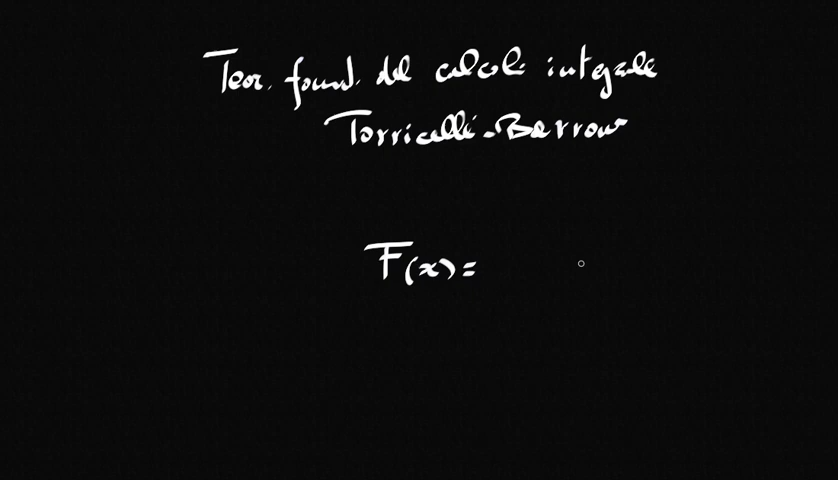 Teor. fond. del calcolo integrale
Torricelli-Barrow
F(x)=